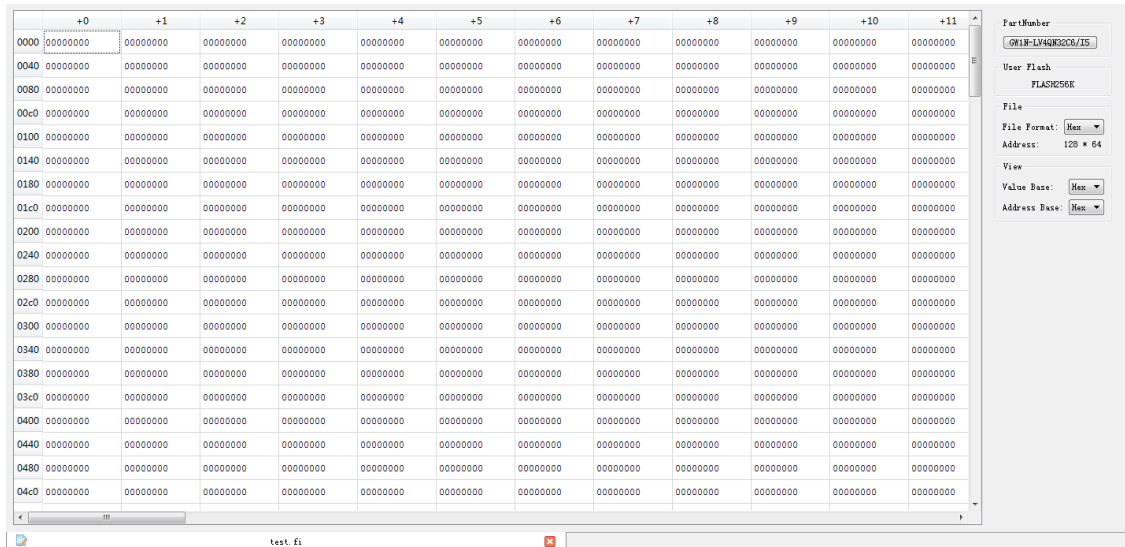 +0 +1 +2 +3 +4 +5 +6 +7 +8 +9 +10 +11
0000 00000000 00000000 00000000 00000000 00000000 00000000 00000000 00000000 00000000 00000000 00000000 00000000
0040 00000000 00000000 00000000 00000000 00000000 00000000 00000000 00000000 00000000 00000000 00000000 00000000
0080 00000000 00000000 00000000 00000000 00000000 00000000 00000000 00000000 00000000 00000000 00000000 00000000
00c0 00000000 00000000 00000000 00000000 00000000 00000000 00000000 00000000 00000000 00000000 00000000 00000000
0100 00000000 00000000 00000000 00000000 00000000 00000000 00000000 00000000 00000000 00000000 00000000 00000000
0140 00000000 00000000 00000000 00000000 00000000 00000000 00000000 00000000 00000000 00000000 00000000 00000000
0180 00000000 00000000 00000000 00000000 00000000 00000000 00000000 00000000 00000000 00000000 00000000 00000000
01c0 00000000 00000000 00000000 00000000 00000000 00000000 00000000 00000000 00000000 00000000 00000000 00000000
0200 00000000 00000000 00000000 00000000 00000000 00000000 00000000 00000000 00000000 00000000 00000000 00000000
0240 00000000 00000000 00000000 00000000 00000000 00000000 00000000 00000000 00000000 00000000 00000000 00000000
0280 00000000 00000000 00000000 00000000 00000000 00000000 00000000 00000000 00000000 00000000 00000000 00000000
02c0 00000000 00000000 00000000 00000000 00000000 00000000 00000000 00000000 00000000 00000000 00000000 00000000
0300 00000000 00000000 00000000 00000000 00000000 00000000 00000000 00000000 00000000 00000000 00000000 00000000
0340 00000000 00000000 00000000 00000000 00000000 00000000 00000000 00000000 00000000 00000000 00000000 00000000
0380 00000000 00000000 00000000 00000000 00000000 00000000 00000000 00000000 00000000 00000000 00000000 00000000
03c0 00000000 00000000 00000000 00000000 00000000 00000000 00000000 00000000 00000000 00000000 00000000 00000000
0400 00000000 00000000 00000000 00000000 00000000 00000000 00000000 00000000 00000000 00000000 00000000 00000000
0440 00000000 00000000 00000000 00000000 00000000 00000000 00000000 00000000 00000000 00000000 00000000 00000000
0480 00000000 00000000 00000000 00000000 00000000 00000000 00000000 00000000 00000000 00000000 00000000 00000000
04c0 00000000 00000000 00000000 00000000 00000000 00000000 00000000 00000000 00000000 00000000 00000000 00000000
PartNumber
GW1N-LV4QN32C6/I5
User Flash
FLASH256K
File
File Format: Hex
Address: 128 * 64
View
Value Base: Hex
Address Base: Hex
test.fi